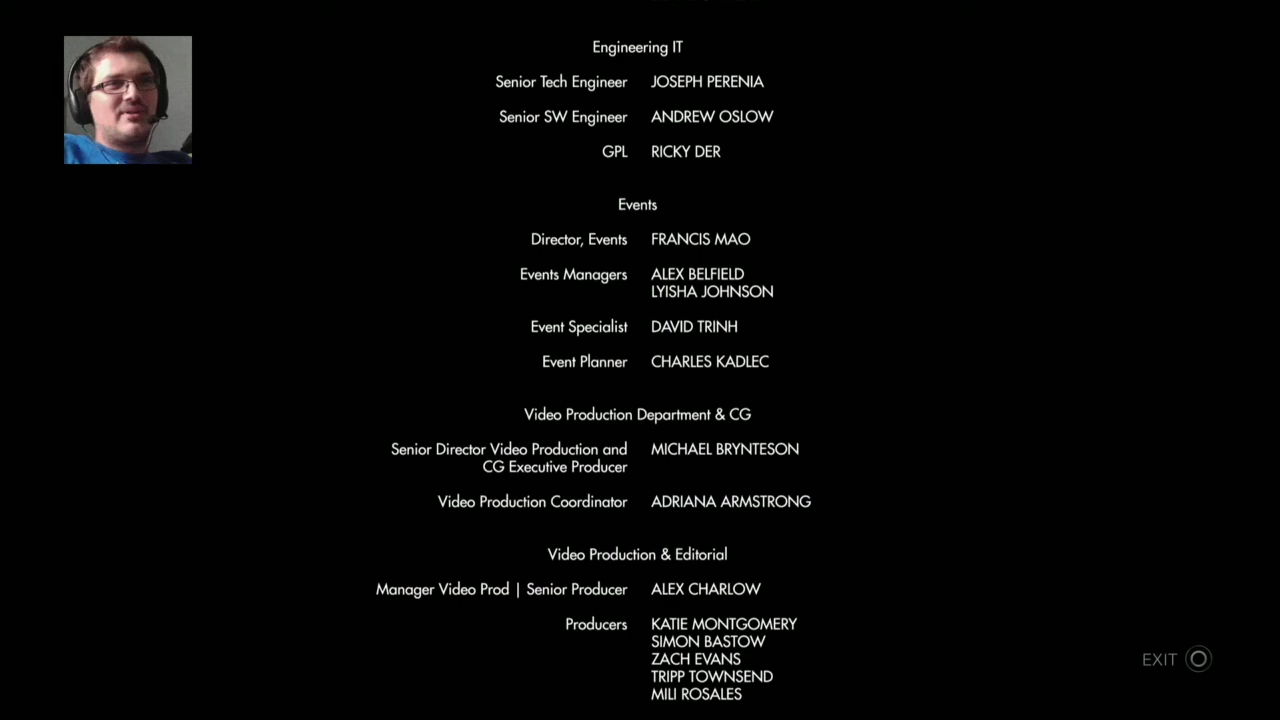 Engineering IT
Senior Tech Engineer JOSEPH PERENIA
Senior SW Engineer ANDREW OSLOW
GPL RICKY DER
Events
Director, Events FRANCIS MAO
Events Managers ALEX BELFIELD
LYISHA JOHNSON
Event Specialist DAVID TRINH
Event Planner CHARLES KADLEC
Video Production Department & CG
Senior Director Video Production and MICHAEL BRYNTESON
CG Executive Producer
Video Production Coordinator ADRIANA ARMSTRONG
Video Production & Editorial
Manager Video Prod | Senior Producer ALEX CHARLOW
Producers KATIE MONTGOMERY
SIMON BASTOW
ZACH EVANS
TRIPP TOWNSEND
MILI ROSALES
EXIT